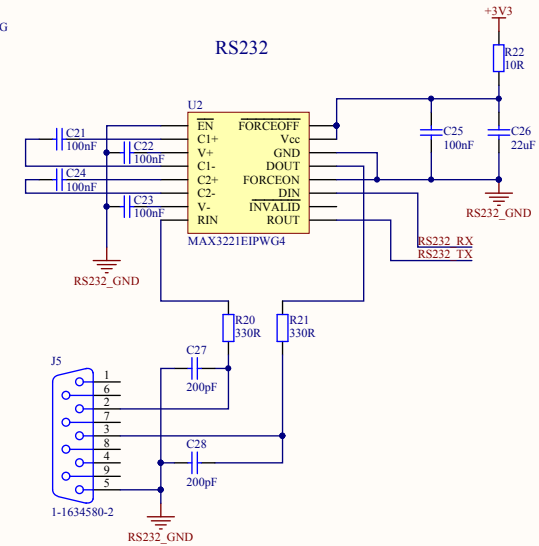 G
+3V3
RS232
R22
10R
U2
EN FORCEOFF
C1+ Vcc
V+ GND
C1- DOUT
C2+ FORCEON
C2- DIN
V- INVALID
RIN ROUT
MAX3221EIPWG4
C21
100nF
C22
100nF
C24
100nF
C23
100nF
C25
100nF
C26
22uF
RS232_GND
RS232_RX
RS232_TX
RS232_GND
R20
330R
R21
330R
C27
200pF
J5
1
6
2
7
3
8
4
9
5
C28
200pF
1-1634580-2
RS232_GND